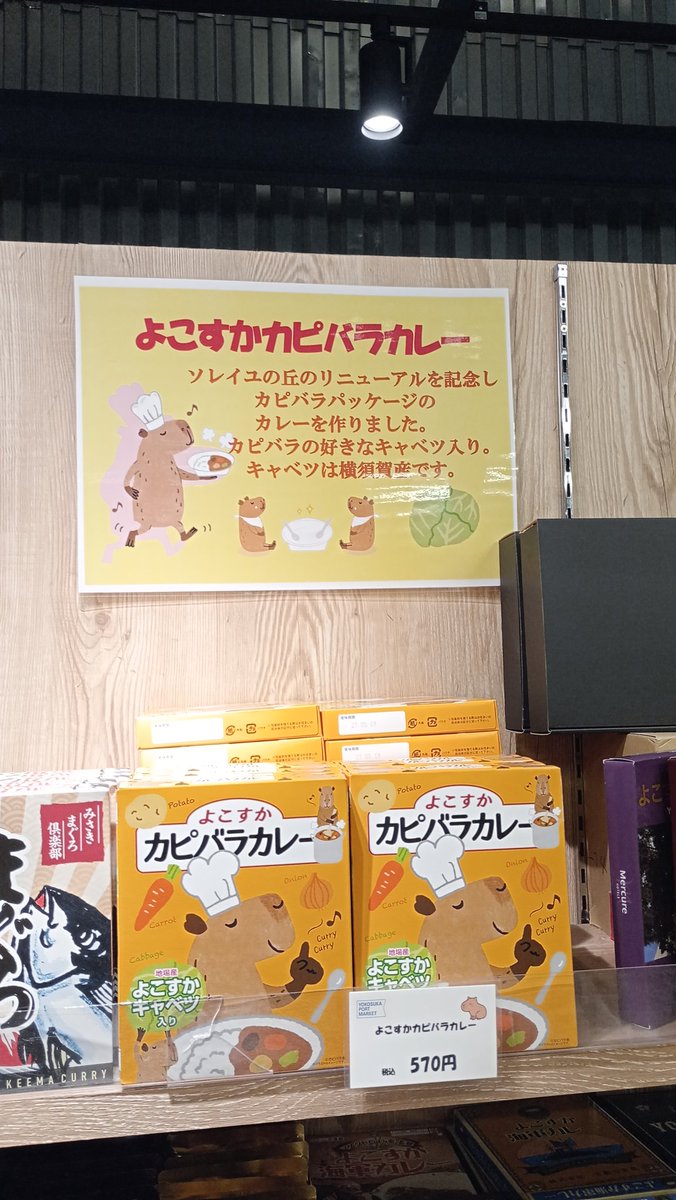 よこすかカピバラカレー
ソレイユの丘のリニューアルを記念し
カピバラパッケージの
カレーを作りました。
カピバラの好きなキャベツ入り。
キャベツは横須賀産です。
みさき
まぐろ
倶楽部
まぐろ
KEEMA CURRY
Potato
よこすか
カピバラカレー
Carrot
Onion
Curry
Curry
Cabbage
地場産
よこすか
キャベツ
入り
Potato
よこすか
カピバラカレー
Carrot
Onion
Curry
Curry
Cabbage
地場産
よこすか
キャベツ
YOKOSUKA
PORT
MARKET
よこすかカピバラカレー
税込 570円
よこ
Mercure